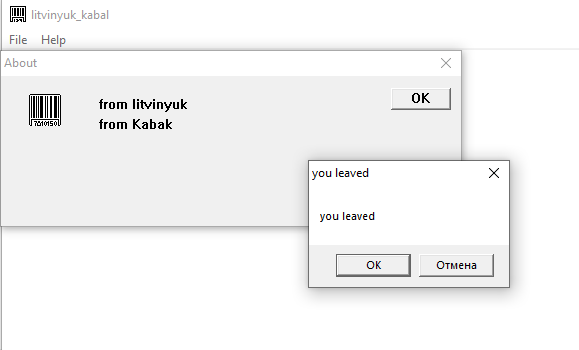 litvinyuk_kabal
File Help
About
from litvinyuk
from Kabak
OK
you leaved
you leaved
OK Отмена